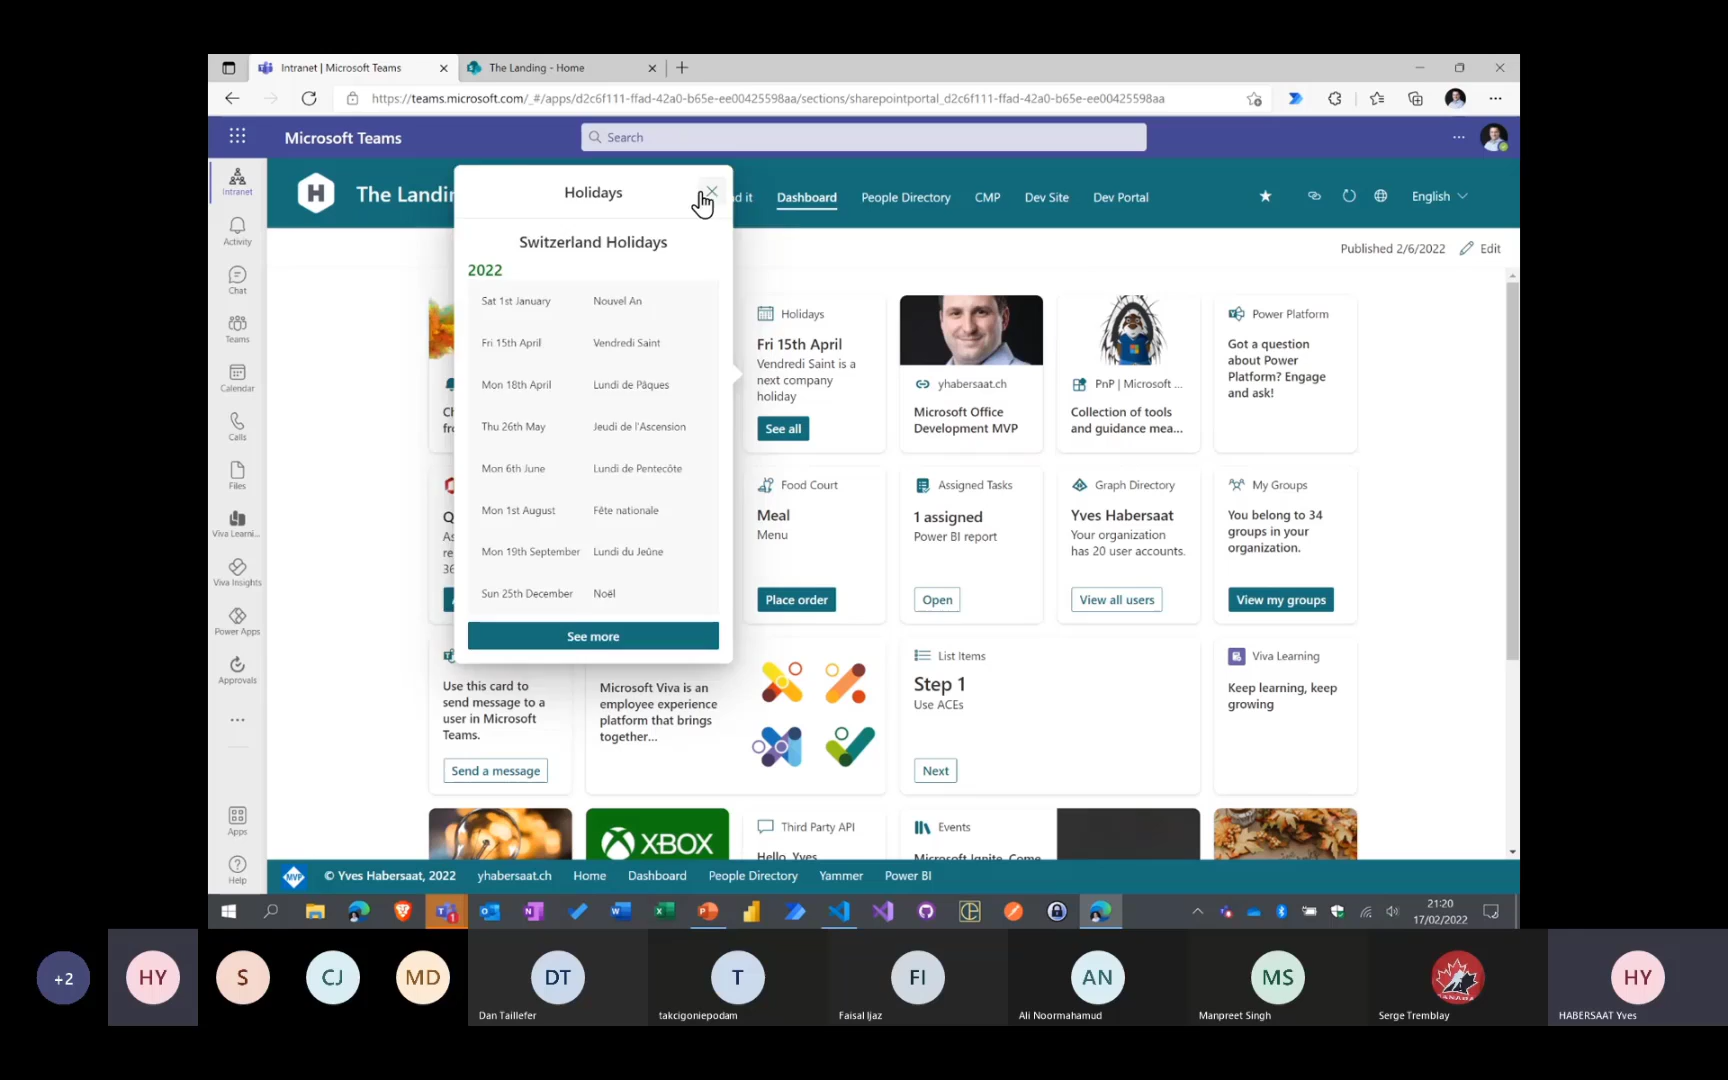 Intranet | Microsoft Teams
The Landing - Home
https://teams.microsoft.com/_#/apps/d2c6f111-ffad-42a0-b65e-ee00425598aa/sections/sharepointportal_d2c6f111-ffad-42a0-b65e-ee00425598aa
Microsoft Teams
Search
Intranet
Activity
Chat
Teams
Calendar
Calls
Files
Viva Learni...
Viva Insights
Power Apps
Approvals
Apps
Help
H
Dashboard
People Directory
CMP
Dev Site
Dev Portal
English
Published 2/6/2022
Edit
Holidays
Switzerland Holidays
2022
Sat 1st January Nouvel An
Fri 15th April Vendredi Saint
Mon 18th April Lundi de Pâques
Thu 26th May Jeudi de l'Ascension
Mon 6th June Lundi de Pentecôte
Mon 1st August Fête nationale
Mon 19th September Lundi du Jeûne
Sun 25th December Noël
See more
Holidays
Fri 15th April
Vendredi Saint is a
next company
holiday
See all
yhabersaat.ch
Microsoft Office
Development MVP
PnP | Microsoft ...
Collection of tools
and guidance mea...
Power Platform
Got a question
about Power
Platform? Engage
and ask!
Food Court
Meal
Menu
Place order
Assigned Tasks
1 assigned
Power BI report
Open
Graph Directory
Yves Habersaat
Your organization
has 20 user accounts.
View all users
My Groups
You belong to 34
groups in your
organization.
View my groups
Use this card to
send message to a
user in Microsoft
Teams.
Send a message
Microsoft Viva is an
employee experience
platform that brings
together...
List Items
Step 1
Use ACEs
Next
Viva Learning
Keep learning, keep
growing
XBOX
Third Party API
Hello, Yves
Events
Microsoft Ignite, Come
MVP
© Yves Habersaat, 2022
yhabersaat.ch
Home
Dashboard
People Directory
Yammer
Power BI
21:20
17/02/2022
+2
HY
S
CJ
MD
DT
Dan Taillefer
T
takcigoniepodam
FI
Faisal Ijaz
AN
Ali Noormahamud
MS
Manpreet Singh
Serge Tremblay
HY
HABERSAAT Yves